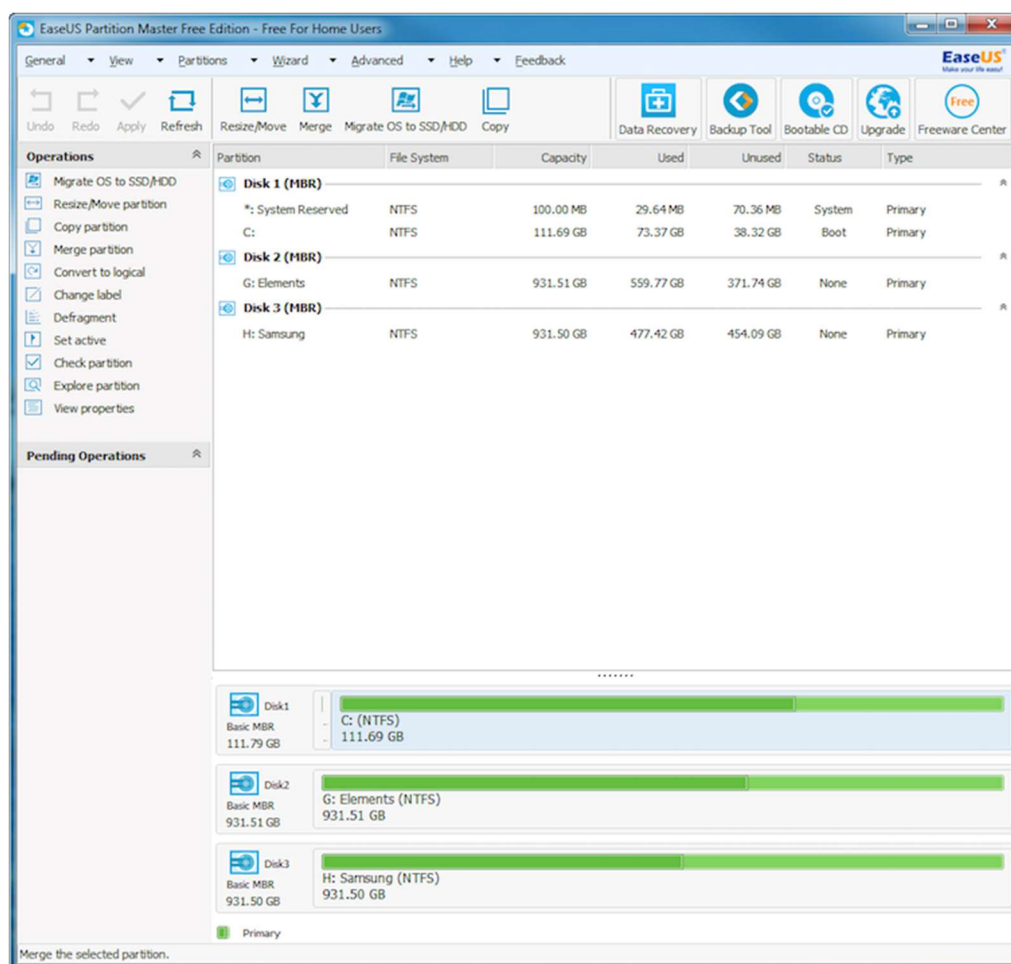 EaseUS Partition Master Free Edition - Free For Home Users
General View Partitions Wizard Advanced Help Feedback
EaseUS
Make your life easy!
Undo Redo Apply Refresh Resize/Move Merge Migrate OS to SSD/HDD Copy Data Recovery Backup Tool Bootable CD Upgrade Free Freeware Center
Operations
Migrate OS to SSD/HDD
Resize/Move partition
Copy partition
Merge partition
Convert to logical
Change label
Defragment
Set active
Check partition
Explore partition
View properties
Pending Operations
Partition File System Capacity Used Unused Status Type
Disk 1 (MBR)
*: System Reserved NTFS 100.00 MB 29.64 MB 70.36 MB System Primary
C: NTFS 111.69 GB 73.37 GB 38.32 GB Boot Primary
Disk 2 (MBR)
G: Elements NTFS 931.51 GB 559.77 GB 371.74 GB None Primary
Disk 3 (MBR)
H: Samsung NTFS 931.50 GB 477.42 GB 454.09 GB None Primary
Disk1
Basic MBR
111.79 GB
C: (NTFS)
111.69 GB
Disk2
Basic MBR
931.51 GB
G: Elements (NTFS)
931.51 GB
Disk3
Basic MBR
931.50 GB
H: Samsung (NTFS)
931.50 GB
Primary
Merge the selected partition.